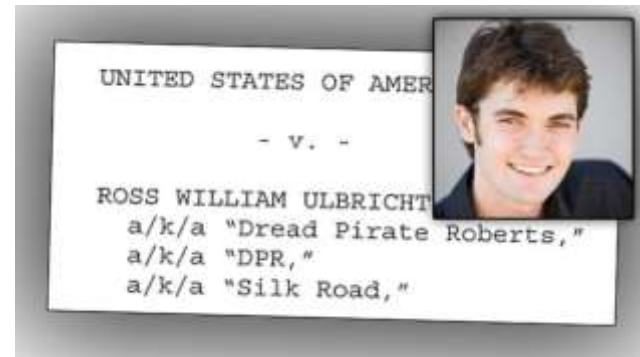 UNITED STATES OF AMER
- v. -
ROSS WILLIAM ULBRICHT
a/k/a “Dread Pirate Roberts,”
a/k/a “DPR,”
a/k/a “Silk Road,”